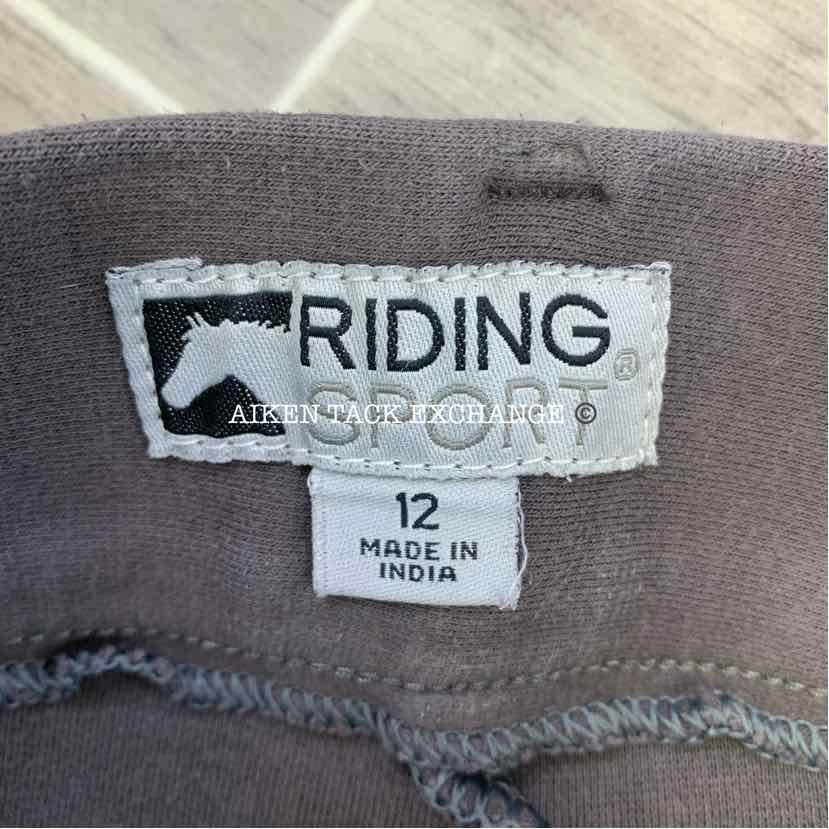 RIDING
SPORT®
AIKEN TACK EXCHANGE ©
12
MADE IN
INDIA